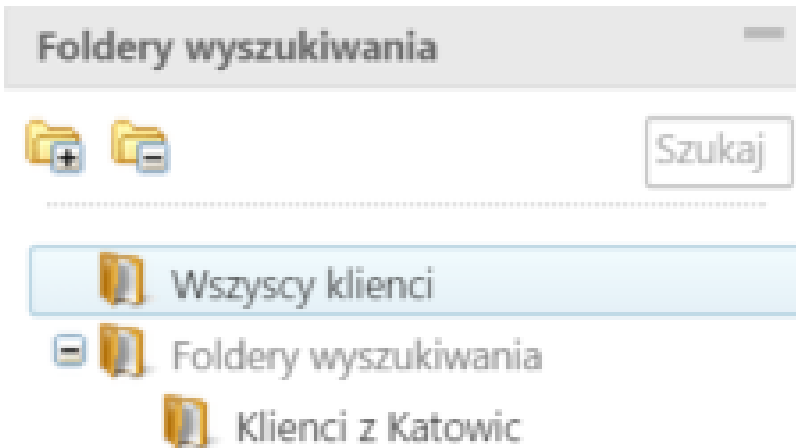 Foldery wyszukiwania
Szukaj
Wszyscy klienci
Foldery wyszukiwania
Klienci z Katowic